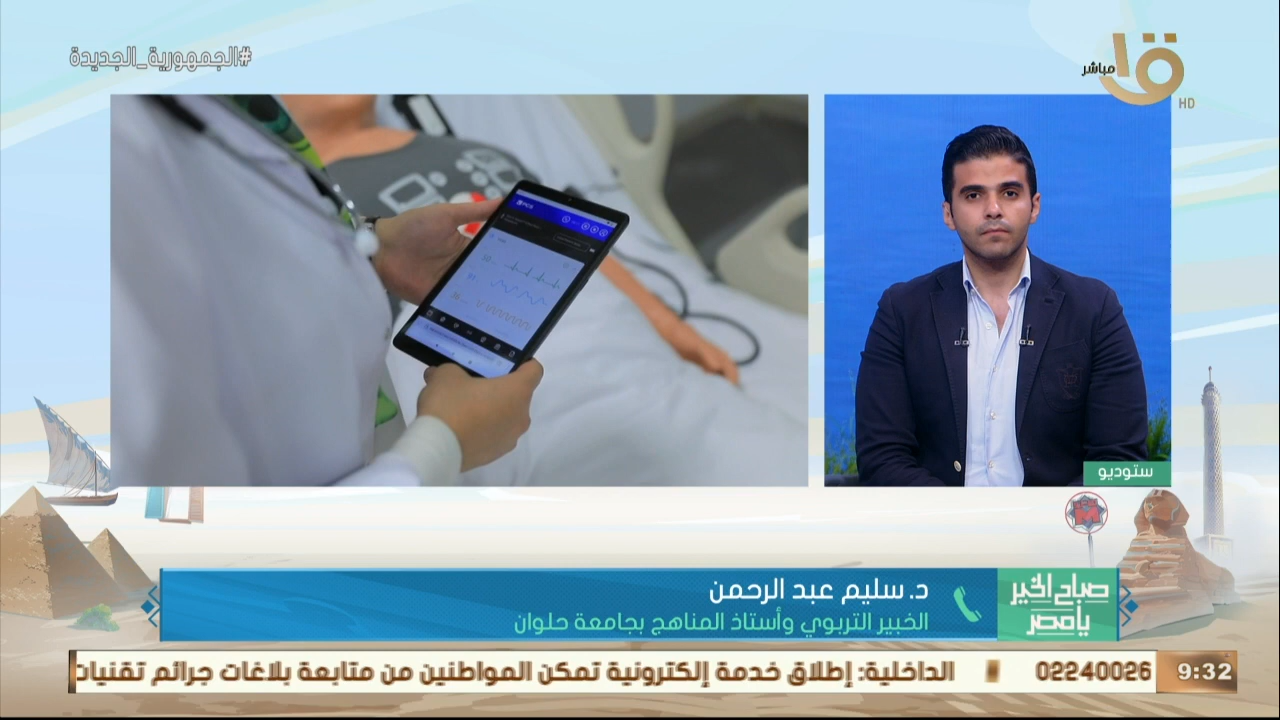 #الجمهورية_الجديدة
مباشر
HD
ستوديو
صباح الخير
يا مصر
د. سليم عبد الرحمن
الخبير التربوي وأستاذ المناهج بجامعة حلوان
9:32
02240026
الداخلية: إطلاق خدمة إلكترونية تمكن المواطنين من متابعة بلاغات جرائم تقنيات